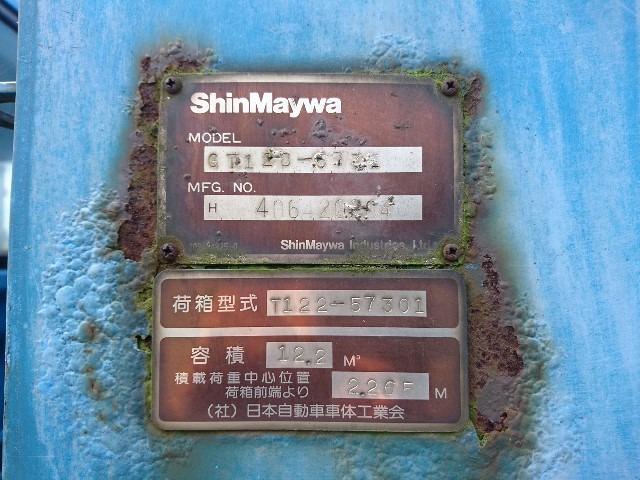 ShinMaywa
MODEL
MFG. NO.
H
ShinMaywa Industries, Ltd.
荷箱型式 T122-57301
容積 12.2 M³
積載荷重中心位置
荷箱前端より 2.265 M
(社)日本自動車車体工業会